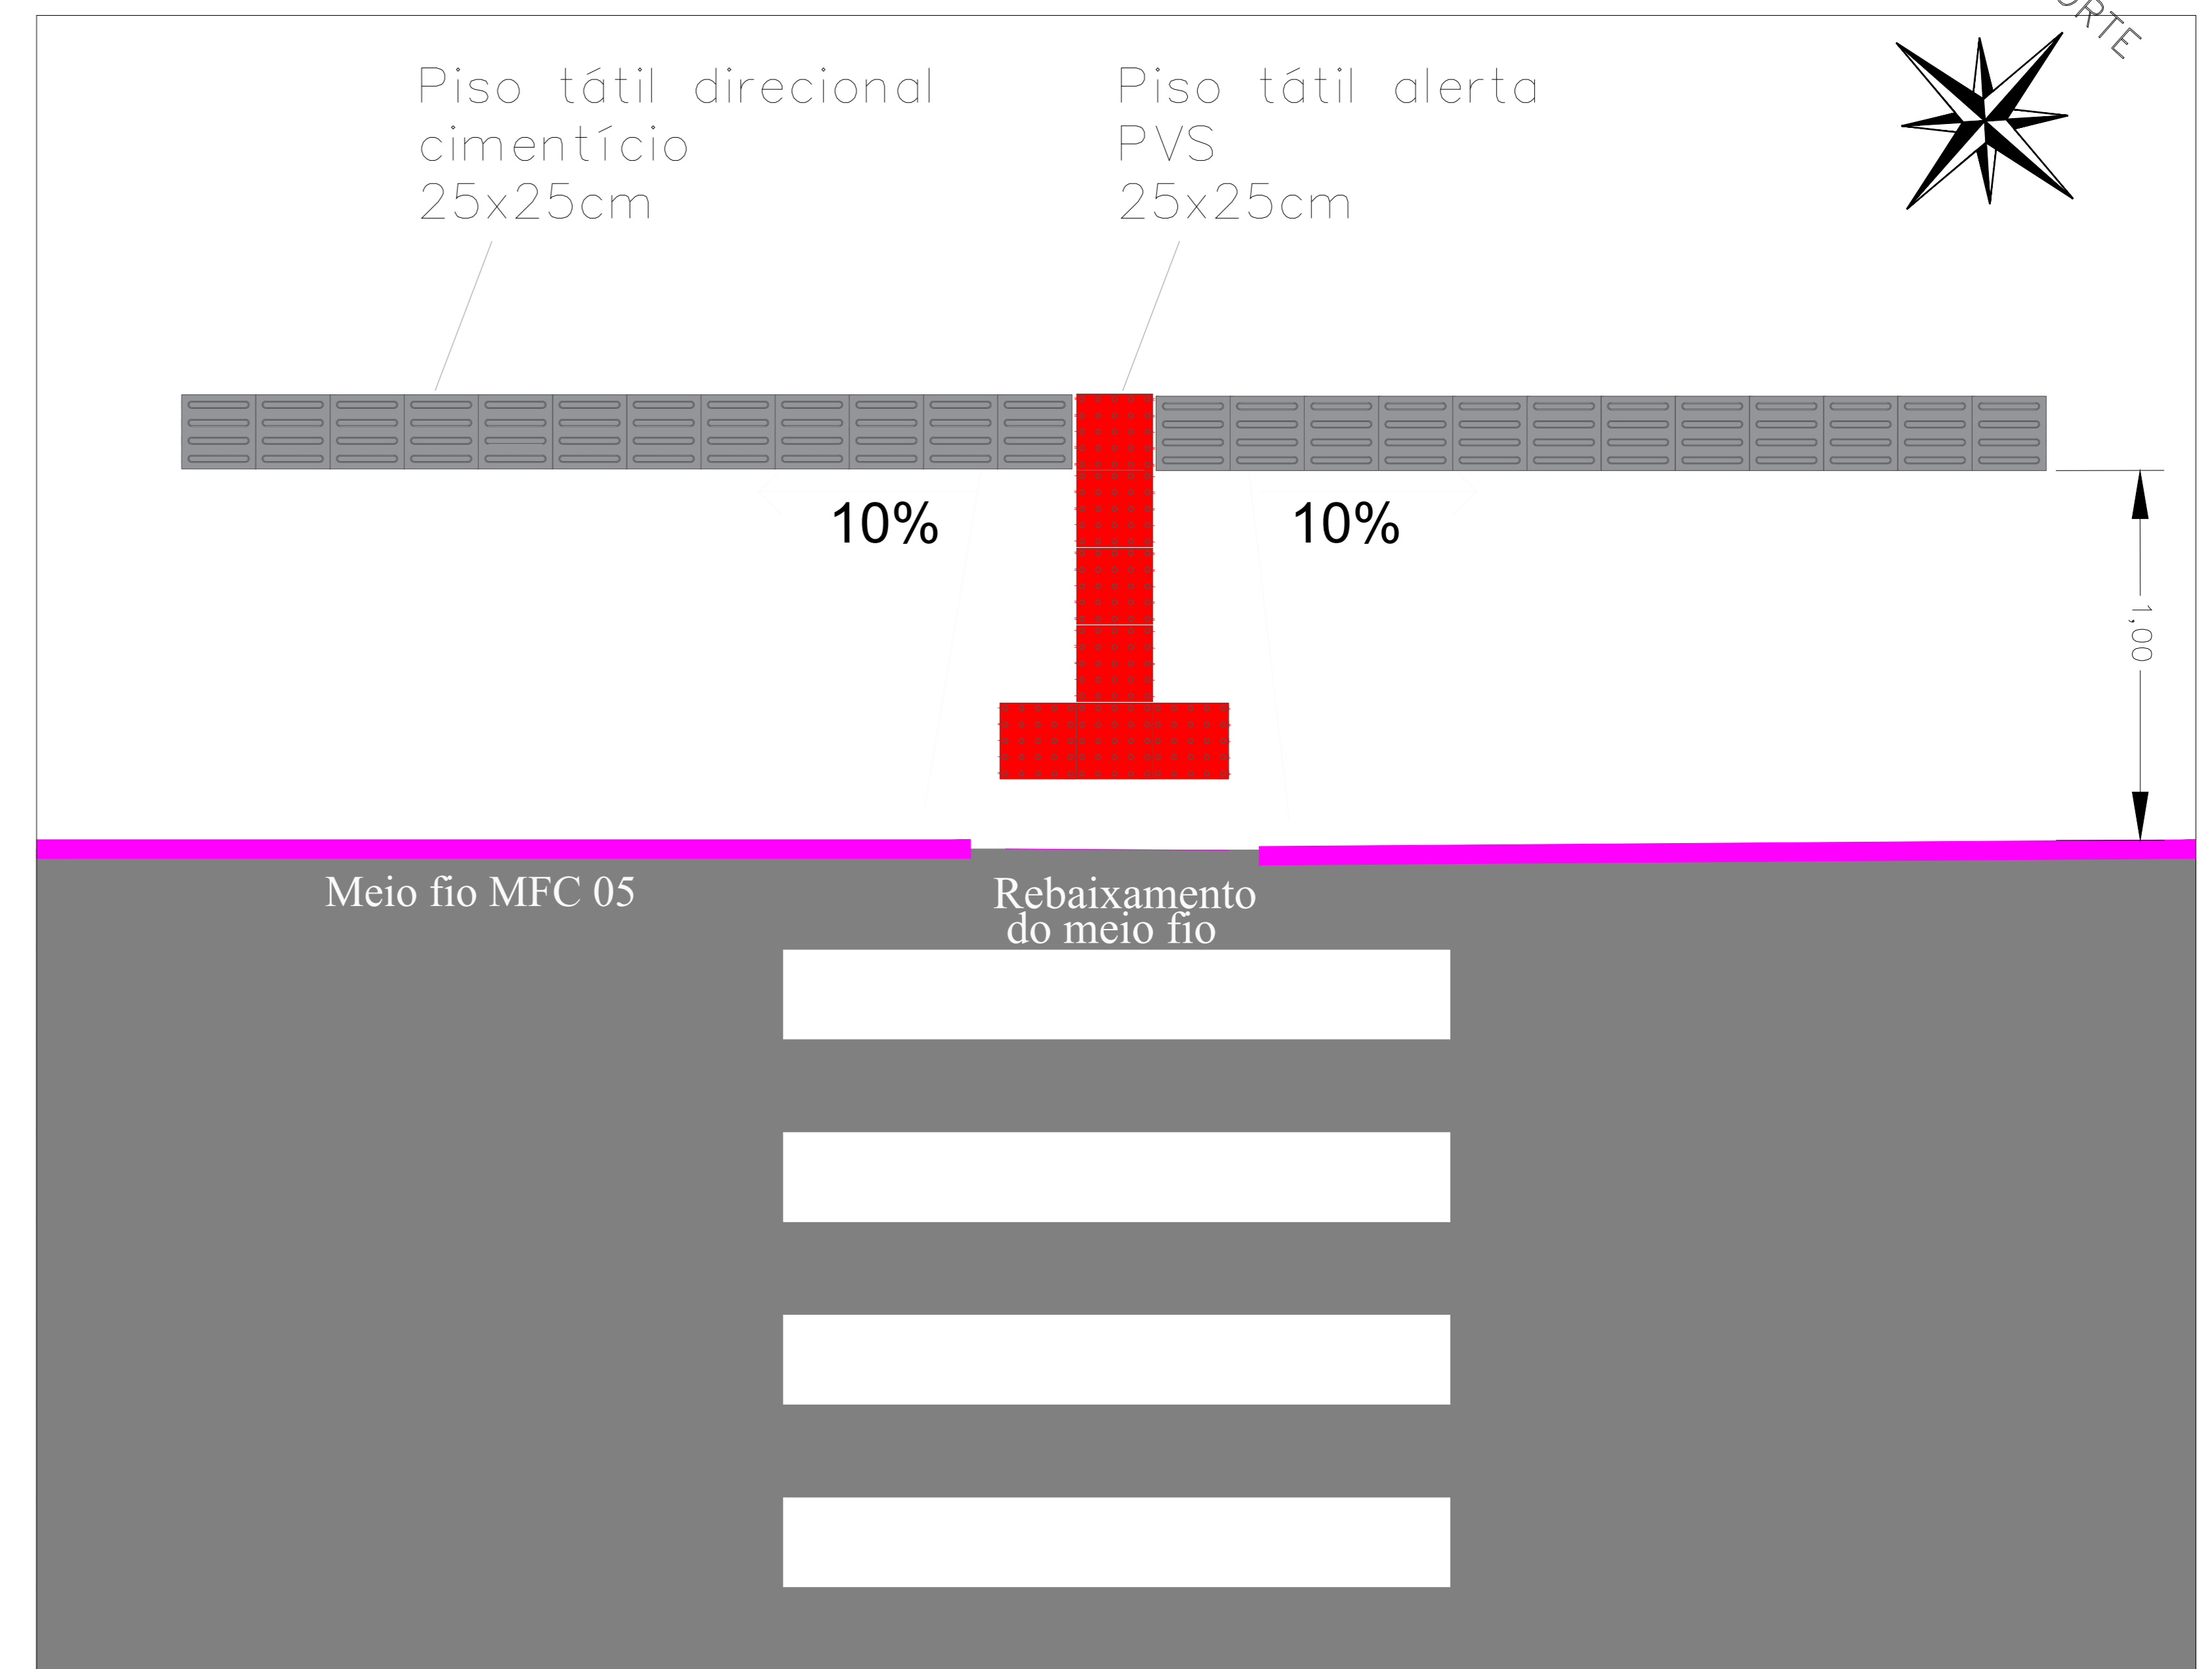 Piso tátil direcional
cimentício
25x25cm
Piso tátil alerta
PVS
25x25cm
10%
10%
1,00
Meio fio MFC 05
Rebaixamento
do meio fio